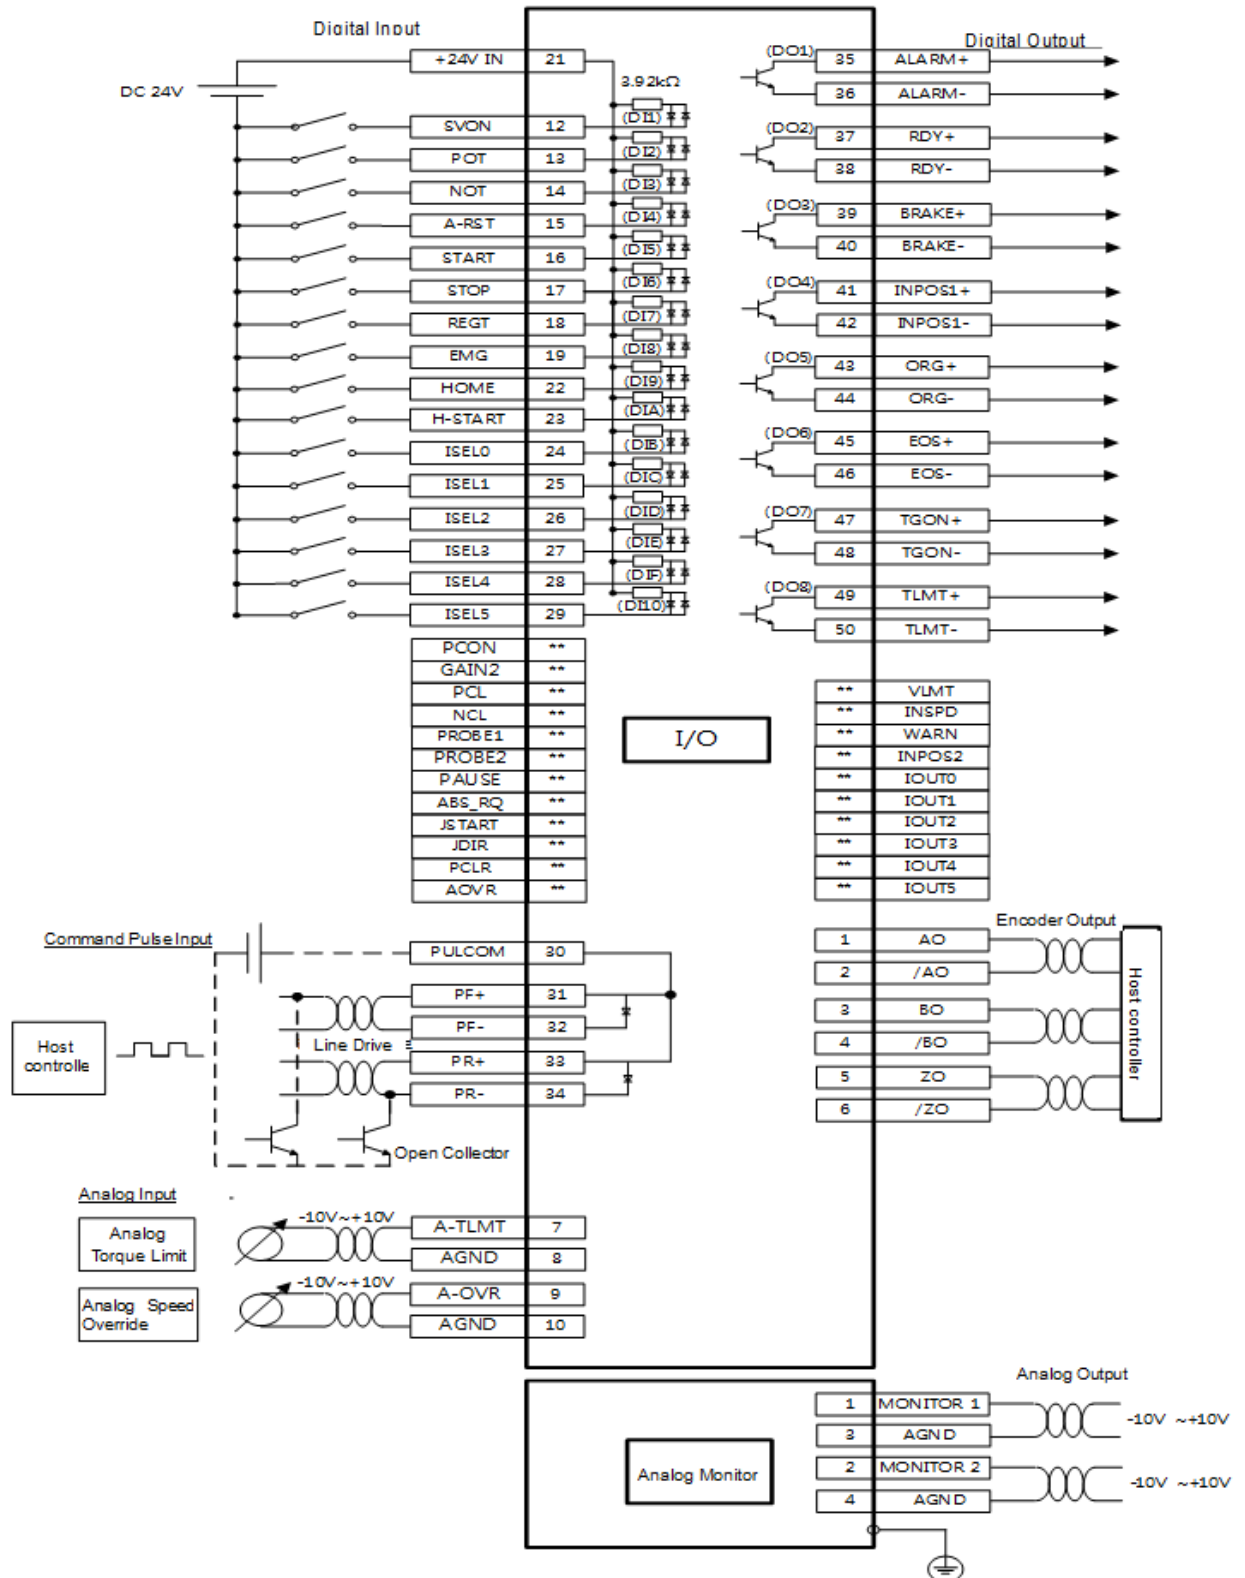 Digital Input
Digital Output
+24V IN 21
DC 24V
3.92kΩ
SVON 12 (DI1)
POT 13 (DI2)
NOT 14 (DI3)
A-RST 15 (DI4)
START 16 (DI5)
STOP 17 (DI6)
REGT 18 (DI7)
EMG 19 (DI8)
HOME 22 (DI9)
H-START 23 (DIA)
ISEL0 24 (DIB)
ISEL1 25 (DIC)
ISEL2 26 (DID)
ISEL3 27 (DIE)
ISEL4 28 (DIF)
ISEL5 29 (DI10)
PCON **
GAIN2 **
PCL **
NCL **
PROBE1 **
PROBE2 **
PAUSE **
ABS_RQ **
JSTART **
JDIR **
PCLR **
AOVR **
(DO1) 35 ALARM+
36 ALARM-
(DO2) 37 RDY+
38 RDY-
(DO3) 39 BRAKE+
40 BRAKE-
(DO4) 41 INPOS1+
42 INPOS1-
(DO5) 43 ORG+
44 ORG-
(DO6) 45 EOS+
46 EOS-
(DO7) 47 TGON+
48 TGON-
(DO8) 49 TLMT+
50 TLMT-
** VLMT
** INSPD
** WARN
** INPOS2
** IOUT0
** IOUT1
** IOUT2
** IOUT3
** IOUT4
** IOUT5
I/O
Command Pulse Input
PULCOM 30
PF+ 31
PF- 32
Line Drive
PR+ 33
PR- 34
Host
controlle
Open Collector
Encoder Output
1 AO
2 /AO
3 BO
4 /BO
5 ZO
6 /ZO
Host controller
Analog Input
Analog
Torque Limit
-10V~+10V
A-TLMT 7
AGND 8
Analog Speed
Override
-10V~+10V
A-OVR 9
AGND 10
Analog Output
1 MONITOR 1
3 AGND
-10V ~+10V
2 MONITOR 2
4 AGND
-10V ~+10V
Analog Monitor